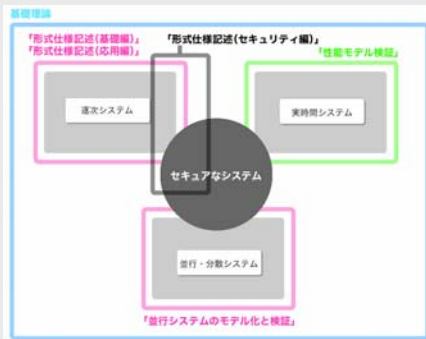 基礎理論
「形式仕様記述(基礎編)」 「形式仕様記述(セキュリティ編)」
「形式仕様記述(応用編)」 「性能モデル検証」
逐次システム
実時間システム
セキュアなシステム
並行・分散システム
「並行システムのモデル化と検証」